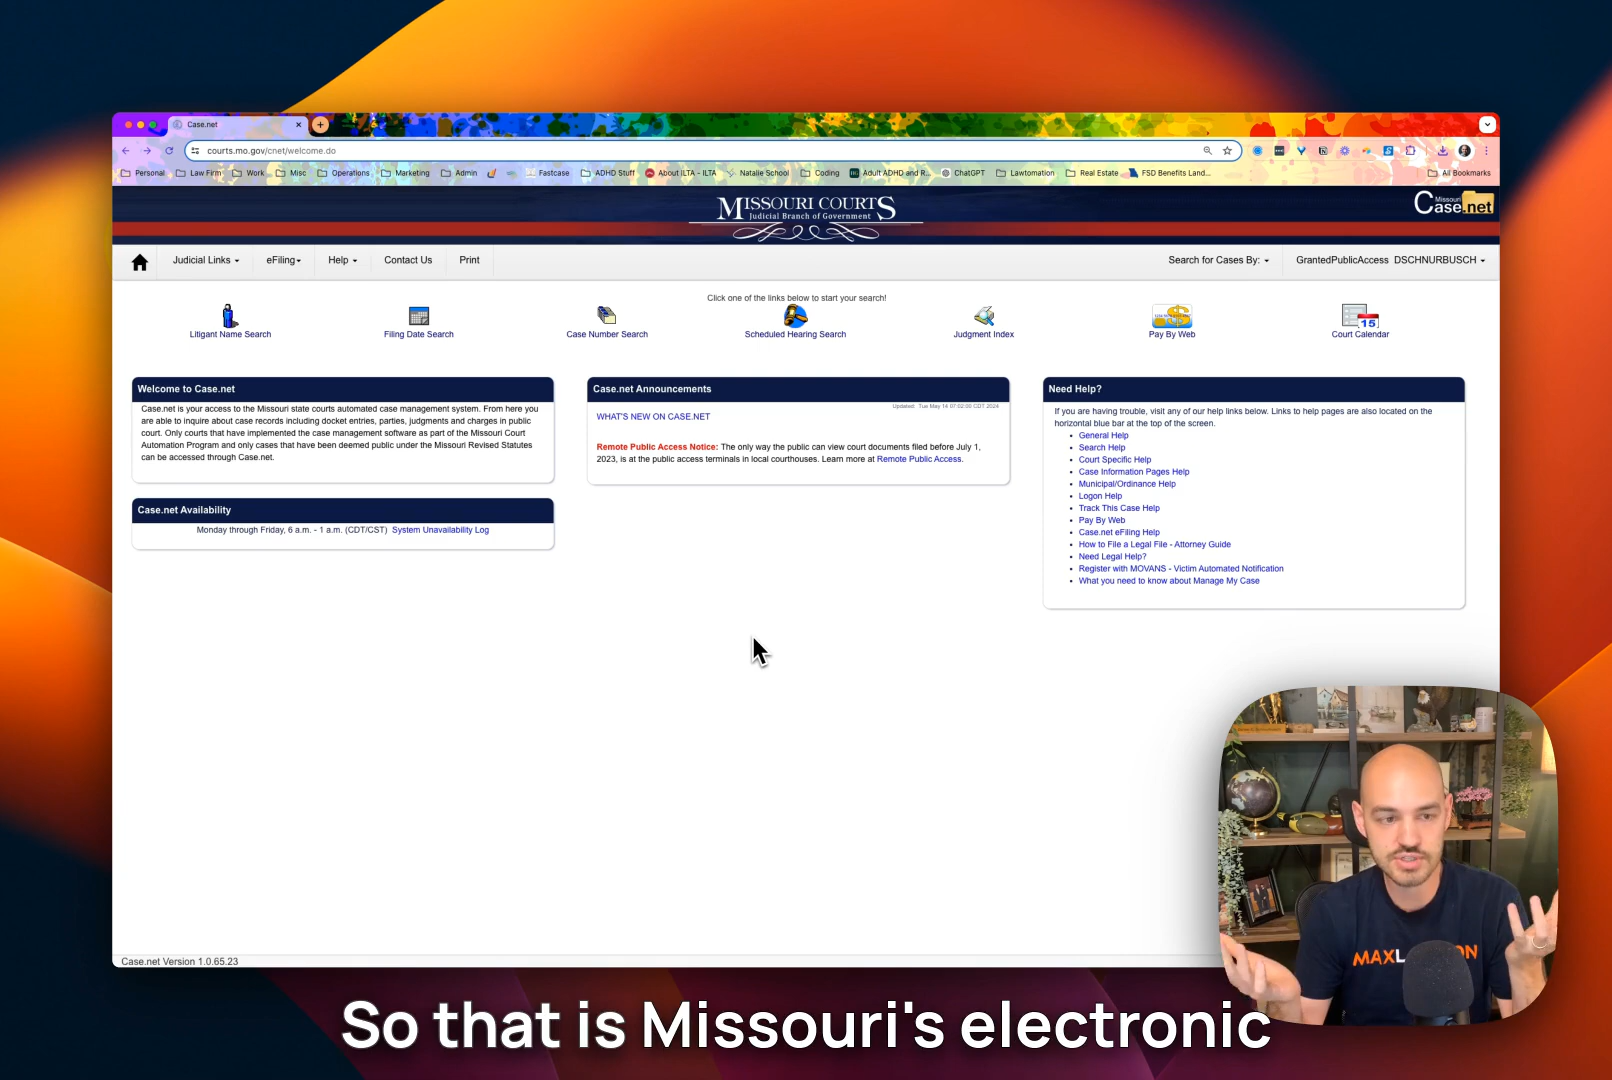 Case.net
courts.mo.gov/cnet/welcome.do
Personal Law Firm Work Misc Operations Marketing Admin Fastcase ADHD Stuff About ILTA - ILTA Natalie School Coding Adult ADHD and R... ChatGPT Lawtomation Real Estate FSD Benefits Land... All Bookmarks
MISSOURI COURTS
Judicial Branch of Government
Missouri
Case.net
Judicial Links eFiling Help Contact Us Print Search for Cases By: GrantedPublicAccess DSCHNURBUSCH
Click one of the links below to start your search!
15
Litigant Name Search Filing Date Search Case Number Search Scheduled Hearing Search Judgment Index Pay By Web Court Calendar
Welcome to Case.net
Case.net is your access to the Missouri state courts automated case management system. From here you
are able to inquire about case records including docket entries, parties, judgments and charges in public
court. Only courts that have implemented the case management software as part of the Missouri Court
Automation Program and only cases that have been deemed public under the Missouri Revised Statutes
can be accessed through Case.net.
Case.net Availability
Monday through Friday, 6 a.m. - 1 a.m. (CDT/CST) System Unavailability Log
Case.net Announcements
Updated: Tue May 14 07:02:00 CDT 2024
WHAT'S NEW ON CASE.NET
Remote Public Access Notice: The only way the public can view court documents filed before July 1,
2023, is at the public access terminals in local courthouses. Learn more at Remote Public Access.
Need Help?
If you are having trouble, visit any of our help links below. Links to help pages are also located on the
horizontal blue bar at the top of the screen.
General Help
Search Help
Court Specific Help
Case Information Pages Help
Municipal/Ordinance Help
Logon Help
Track This Case Help
Pay By Web
Case.net eFiling Help
How to File a Legal File - Attorney Guide
Need Legal Help?
Register with MOVANS - Victim Automated Notification
What you need to know about Manage My Case
Case.net Version 1.0.65.23
So that is Missouri's electronic